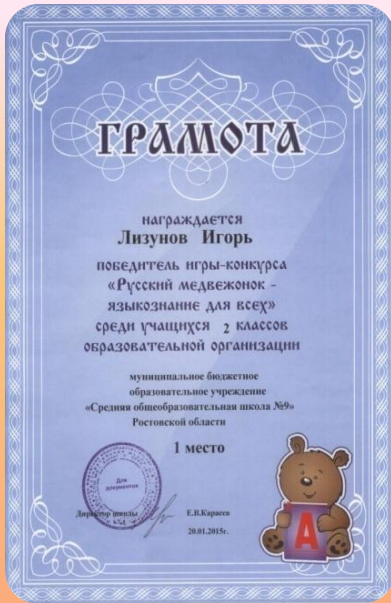 ГРАМОТА
награждается
Лизунов Игорь
победитель игры-конкурса
«Русский медвежонок -
языкознание для всех»
среди учащихся 2 классов
образовательной организации
муниципальное бюджетное
образовательное учреждение
«Средняя общеобразовательная школа №9»
Ростовской области
1 место
Для
документов
Директор школы Е.В.Караева
20.01.2015г.
А